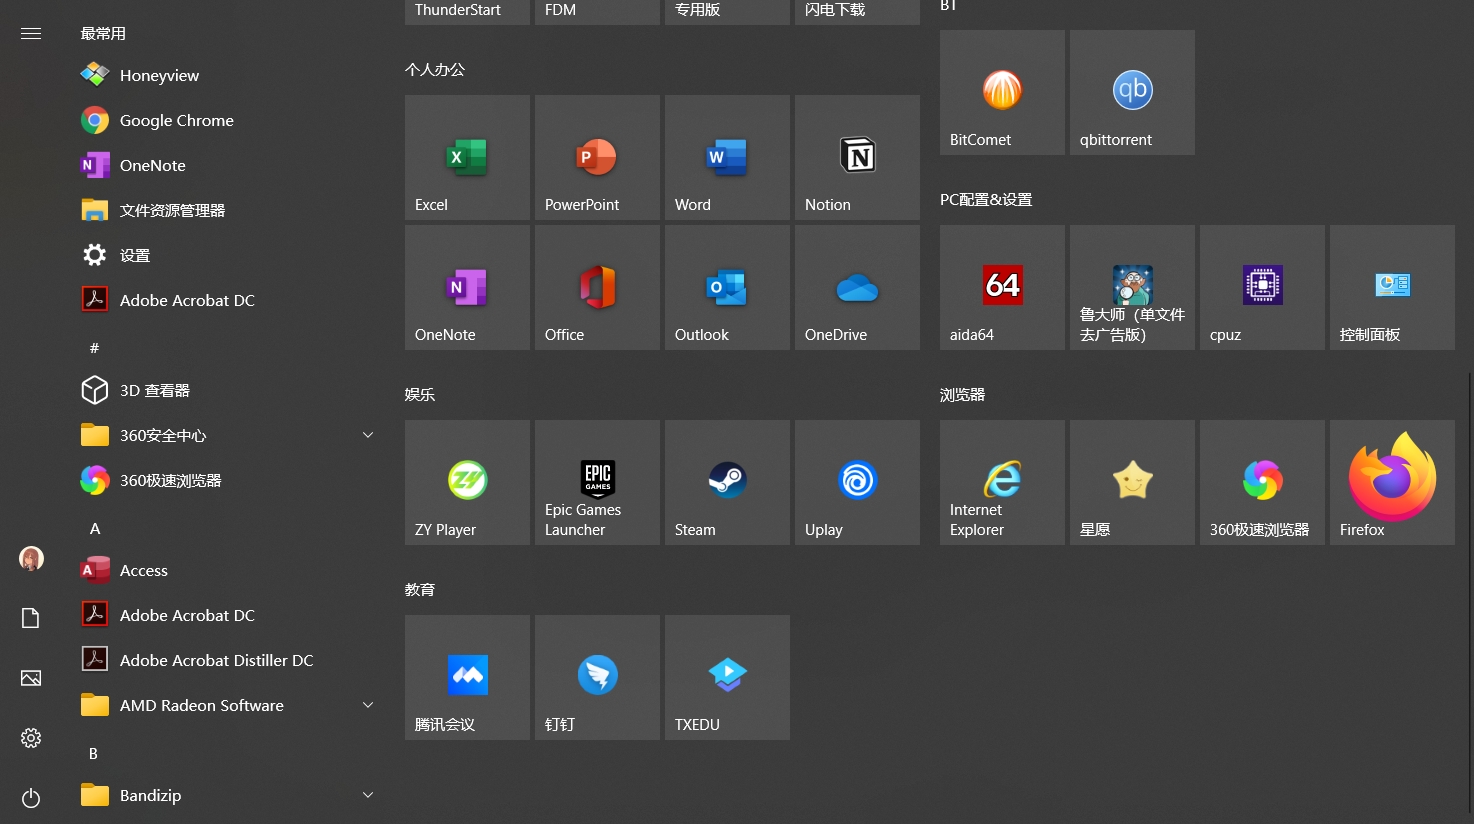 最常用
Honeyview
Google Chrome
OneNote
文件资源管理器
设置
Adobe Acrobat DC
#
3D 查看器
360安全中心
360极速浏览器
A
Access
Adobe Acrobat DC
Adobe Acrobat Distiller DC
AMD Radeon Software
B
Bandizip
ThunderStart
FDM
专用版
闪电下载
个人办公
X
Excel
P
PowerPoint
W
Word
N
Notion
N
OneNote
Office
O
Outlook
OneDrive
娱乐
ZY
ZY Player
EPIC
GAMES
Epic Games
Launcher
Steam
Uplay
教育
腾讯会议
钉钉
TXEDU
BT
BitComet
qb
qbittorrent
PC配置&设置
64
aida64
鲁大师（单文件
去广告版）
cpuz
控制面板
浏览器
Internet
Explorer
星愿
360极速浏览器
Firefox